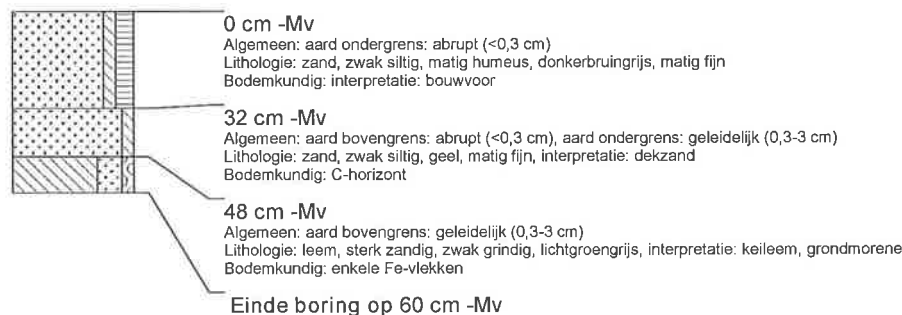 0 cm -Mv
Algemeen: aard ondergrens: abrupt (<0,3 cm)
Lithologie: zand, zwak siltig, matig humeus, donkerbruingrijs, matig fijn
Bodemkundig: interpretatie: bouwvoor
32 cm -Mv
Algemeen: aard bovengrens: abrupt (<0,3 cm), aard ondergrens: geleidelijk (0,3-3 cm)
Lithologie: zand, zwak siltig, geel, matig fijn, interpretatie: dekzand
Bodemkundig: C-horizont
48 cm -Mv
Algemeen: aard bovengrens: geleidelijk (0,3-3 cm)
Lithologie: leem, sterk zandig, zwak grindig, lichtgroengrijs, interpretatie: keileem, grondmorene
Bodemkundig: enkele Fe-vlekken
Einde boring op 60 cm -Mv